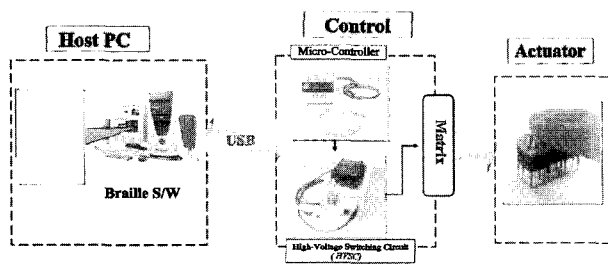 Host PC
Control
Actuator
Micro-Controller
USB
Matrix
Braille S/W
High-Voltage Switching Circuit
(HVSC)